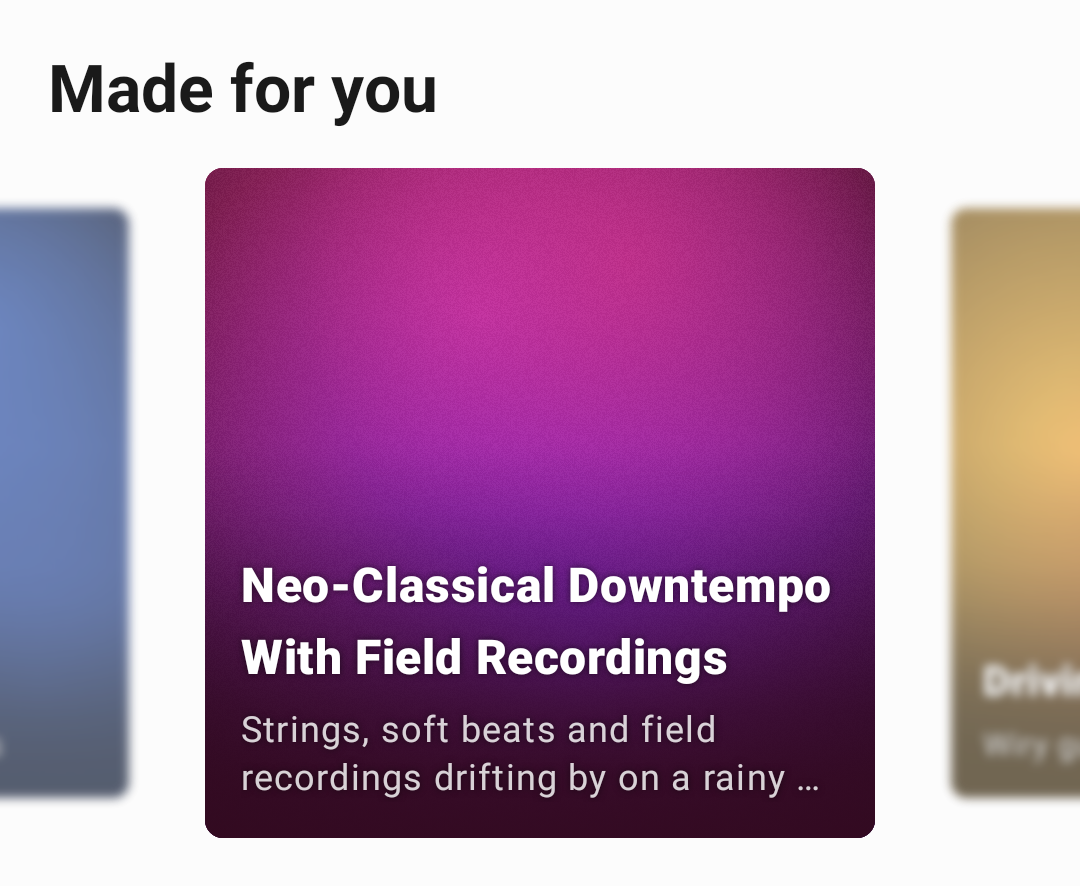 Made for you
Neo-Classical Downtempo
With Field Recordings
Strings, soft beats and field
recordings drifting by on a rainy …
Wiry